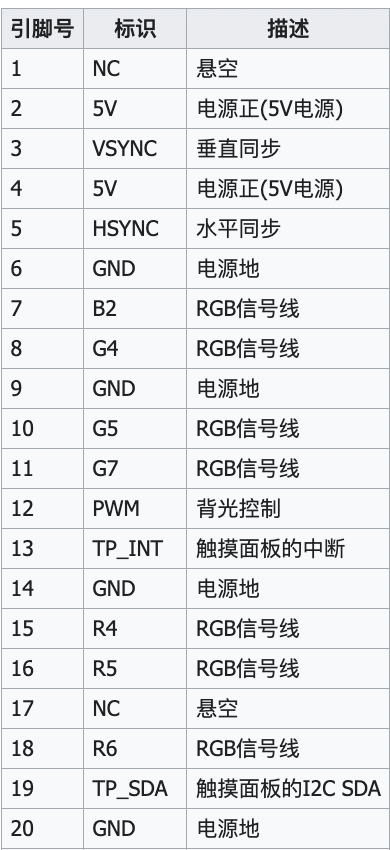 引脚号 标识 描述
1 NC 悬空
2 5V 电源正(5V电源)
3 VSYNC 垂直同步
4 5V 电源正(5V电源)
5 HSYNC 水平同步
6 GND 电源地
7 B2 RGB信号线
8 G4 RGB信号线
9 GND 电源地
10 G5 RGB信号线
11 G7 RGB信号线
12 PWM 背光控制
13 TP_INT 触摸面板的中断
14 GND 电源地
15 R4 RGB信号线
16 R5 RGB信号线
17 NC 悬空
18 R6 RGB信号线
19 TP_SDA 触摸面板的I2C SDA
20 GND 电源地